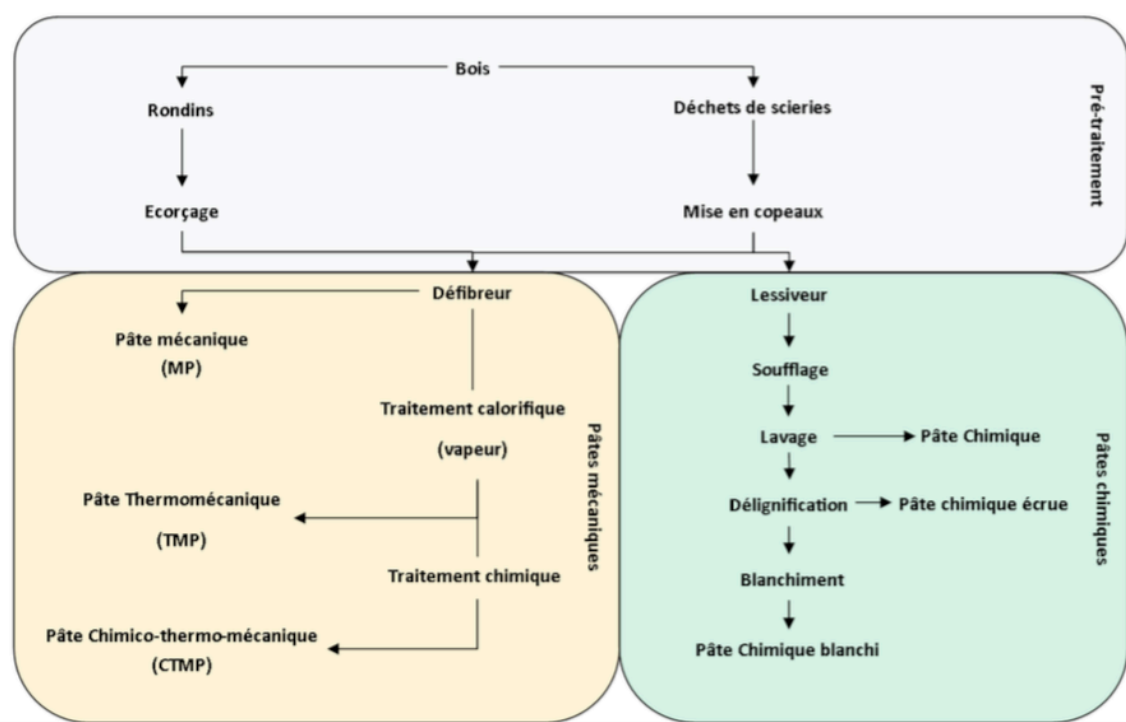 Bois
Rondins
Déchets de scieries
Ecorçage
Mise en copeaux
Pré-traitement
Défibreur
Pâte mécanique
(MP)
Traitement calorifique
(vapeur)
Pâte Thermomécanique
(TMP)
Traitement chimique
Pâte Chimico-thermo-mécanique
(CTMP)
Pâtes mécaniques
Lessiveur
Soufflage
Lavage
Pâte Chimique
Délignification
Pâte chimique écrue
Blanchiment
Pâte Chimique blanchi
Pâtes chimiques